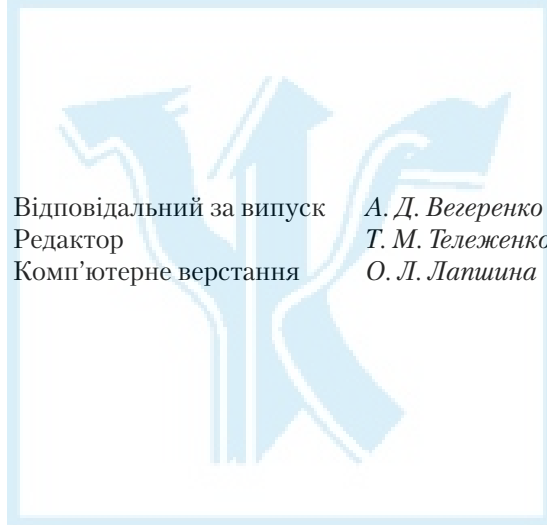 Відповідальний за випуск А. Д. Вегеренко
Редактор Т. М. Тележенко
Комп’ютерне верстання О. Л. Лапшина